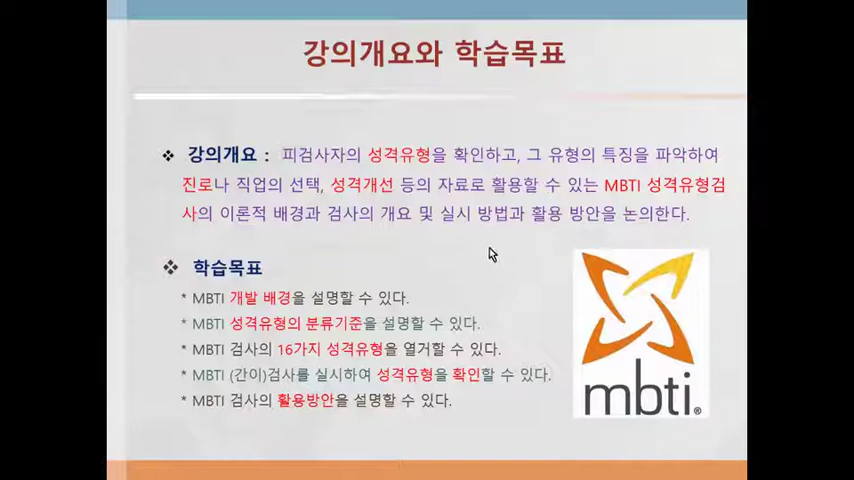 강의개요와 학습목표
❖ 강의개요 : 피검사자의 성격유형을 확인하고, 그 유형의 특징을 파악하여
진로나 직업의 선택, 성격개선 등의 자료로 활용할 수 있는 MBTI 성격유형검
사의 이론적 배경과 검사의 개요 및 실시 방법과 활용 방안을 논의한다.
❖ 학습목표
* MBTI 개발 배경을 설명할 수 있다.
* MBTI 성격유형의 분류기준을 설명할 수 있다.
* MBTI 검사의 16가지 성격유형을 열거할 수 있다.
* MBTI (간이)검사를 실시하여 성격유형을 확인할 수 있다.
* MBTI 검사의 활용방안을 설명할 수 있다.
mbti®